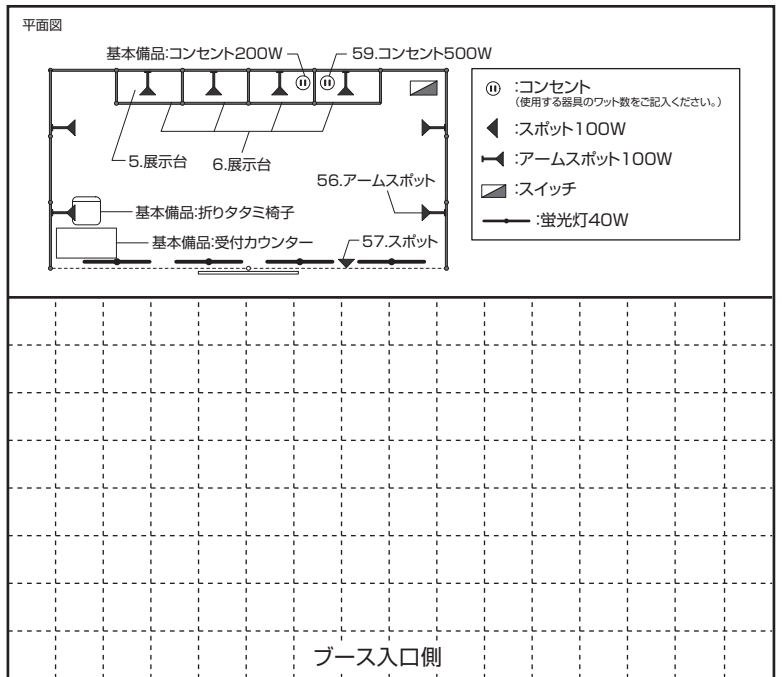 平面図
基本備品:コンセント200W
59.コンセント500W
5.展示台
6.展示台
56.アームスポット
基本備品:折りタタミ椅子
基本備品:受付カウンター
57.スポット
:コンセント
(使用する器具のワット数をご記入ください。)
:スポット100W
:アームスポット100W
:スイッチ
:蛍光灯40W
ブース入口側